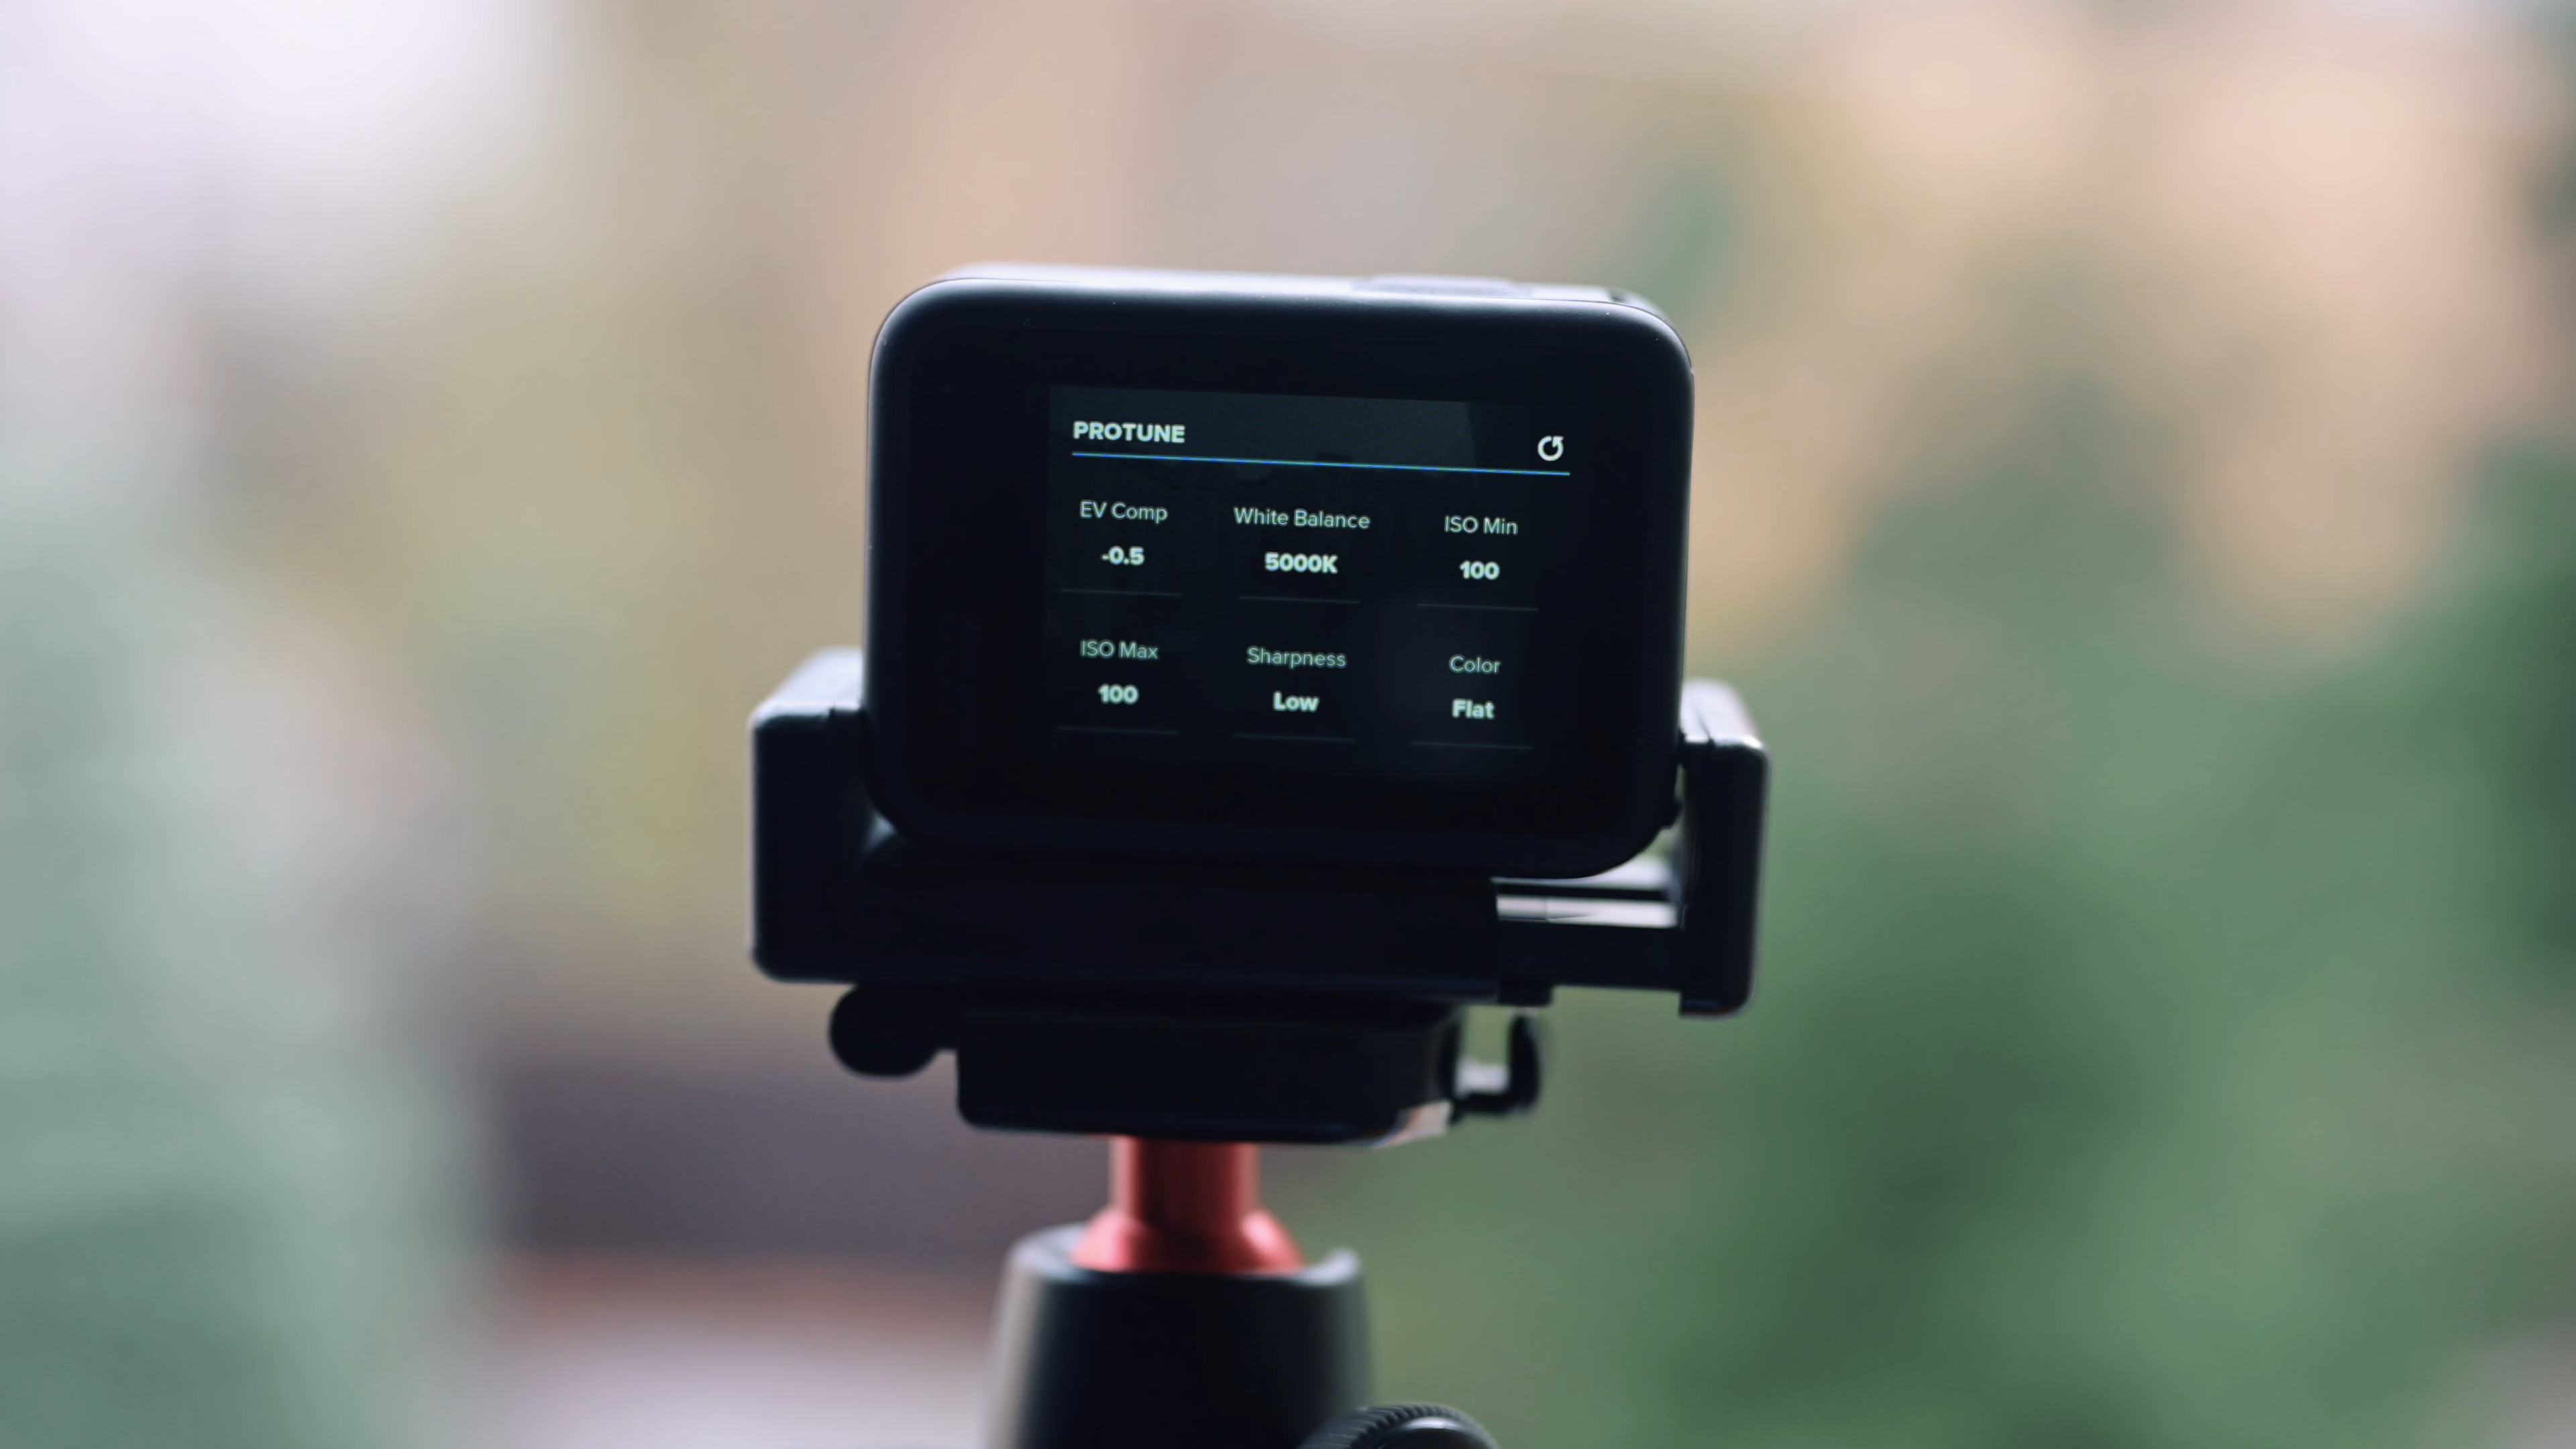 PROTUNE
EV Comp White Balance ISO Min
-0.5 5000K 100
ISO Max Sharpness Color
100 Low Flat